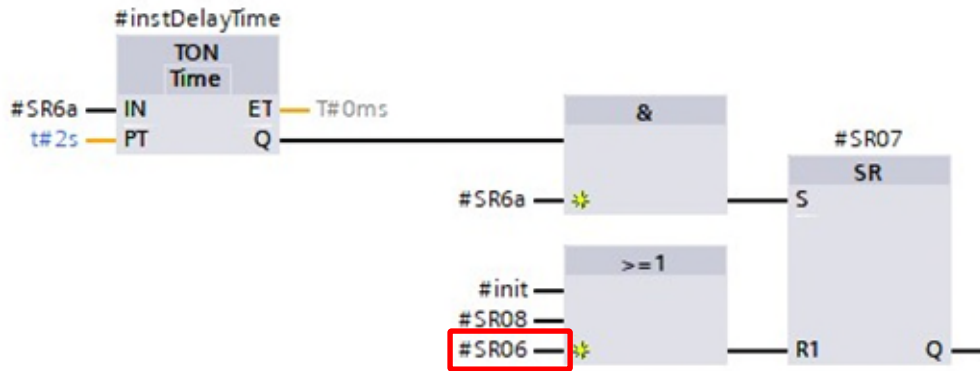 #instDelayTime
TON
Time
#SR6a IN ET T#0ms
t#2s PT Q
&
#SR6a
#SR07
SR
S
>=1
#init
#SR08
#SR06
R1 Q